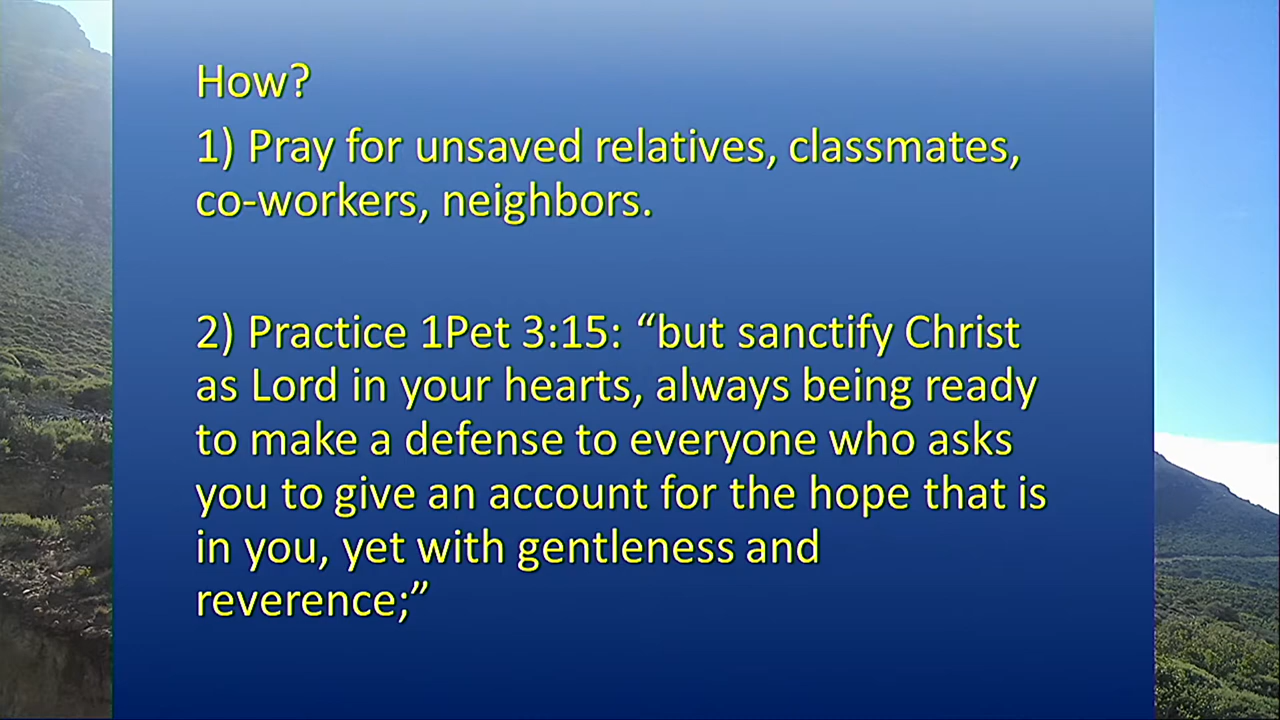 How?
1) Pray for unsaved relatives, classmates,
co-workers, neighbors.
2) Practice 1Pet 3:15: “but sanctify Christ
as Lord in your hearts, always being ready
to make a defense to everyone who asks
you to give an account for the hope that is
in you, yet with gentleness and
reverence;”